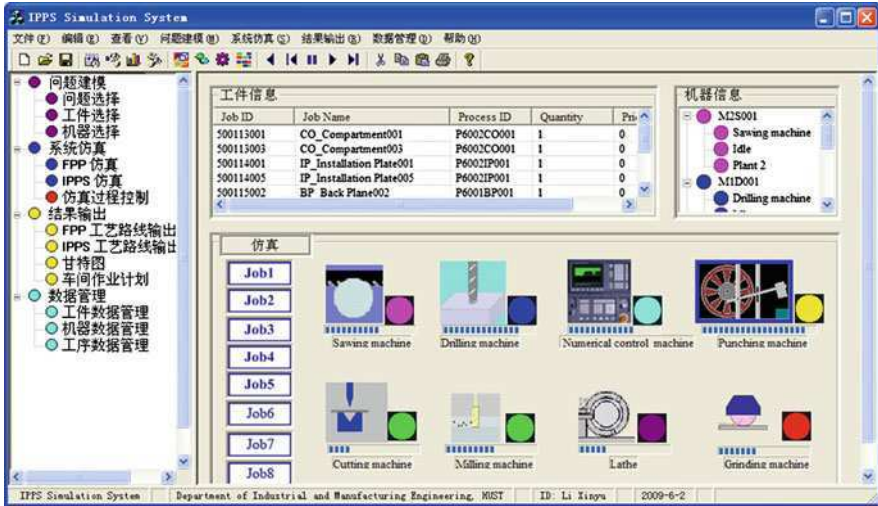 IPPS Simulation System
文件(F) 编辑(E) 查看(V) 问题建模(M) 系统仿真(S) 结果输出(R) 数据管理(D) 帮助(H)
问题建模
问题选择
工件选择
机器选择
系统仿真
FPP 仿真
IPPS 仿真
仿真过程控制
结果输出
FPP 工艺路线输出
IPPS 工艺路线输出
甘特图
车间作业计划
数据管理
工件数据管理
机器数据管理
工序数据管理
工件信息
Job ID Job Name Process ID Quantity Pri
500113001 CO_Compartment001 P6002CO001 1 0
500113003 CO_Compartment003 P6002CO001 1 0
500114001 IP_Installation Plate001 P6002IP001 1 0
500114005 IP_Installation Plate005 P6002IP001 1 0
500115002 BP_Back Plane002 P6001BP001 1 0
机器信息
M2S001
Sawing machine
Idle
Plant 2
M1D001
Drilling machine
仿真
Job1
Job2
Job3
Job4
Job5
Job6
Job7
Job8
Sawing machine Drilling machine Numerical control machine Punching machine
Cutting machine Milling machine Lathe Grinding machine
IPPS Simulation System Department of Industrial and Manufacturing Engineering, HUST ID: Li Xinyu 2009-6-2